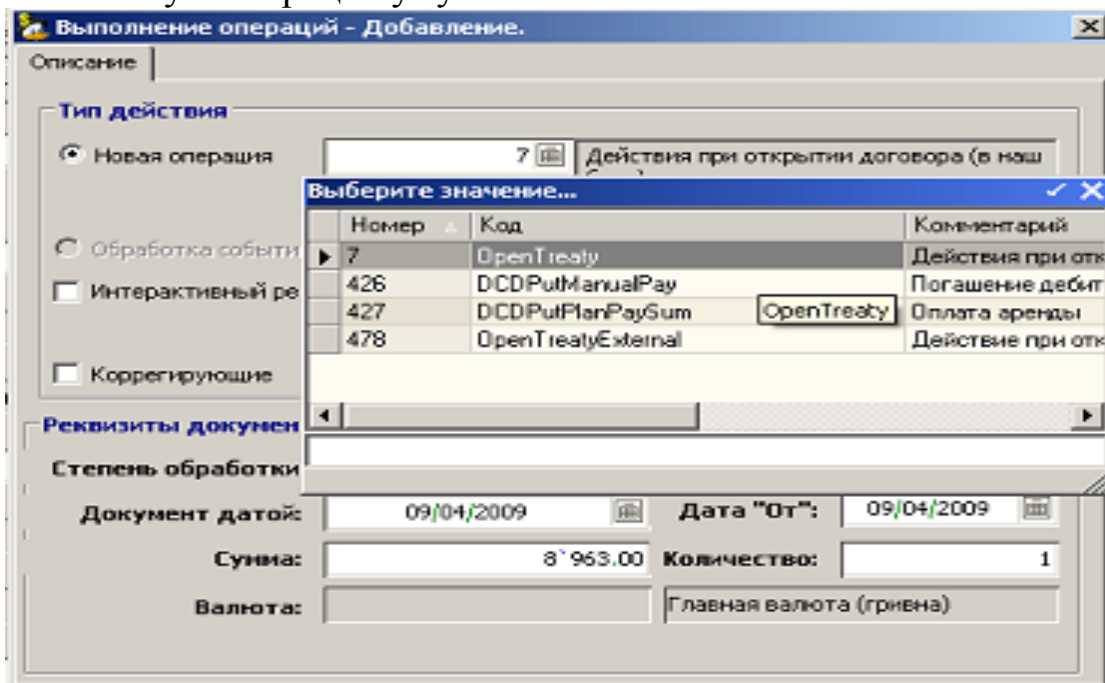 Выполнение операций - Добавление.
Описание
Тип действия
Новая операция 7 Действия при открытии договора (в наш
Выберите значение...
Номер Код Комментарий
Обработка событи
7 OpenTreaty Действия при отк
Интерактивный ре
426 DCDPutManualPay Погашение дебит
427 DCDPutPlanPaySum OpenTreaty Оплата аренды
478 OpenTreatyExternal Действие при отк
Коррегирующие
Реквизиты докумен
Степень обработки
Документ датой: 09/04/2009 Дата "От": 09/04/2009
Сумма: 8`963.00 Количество: 1
Валюта: Главная валюта (гривна)